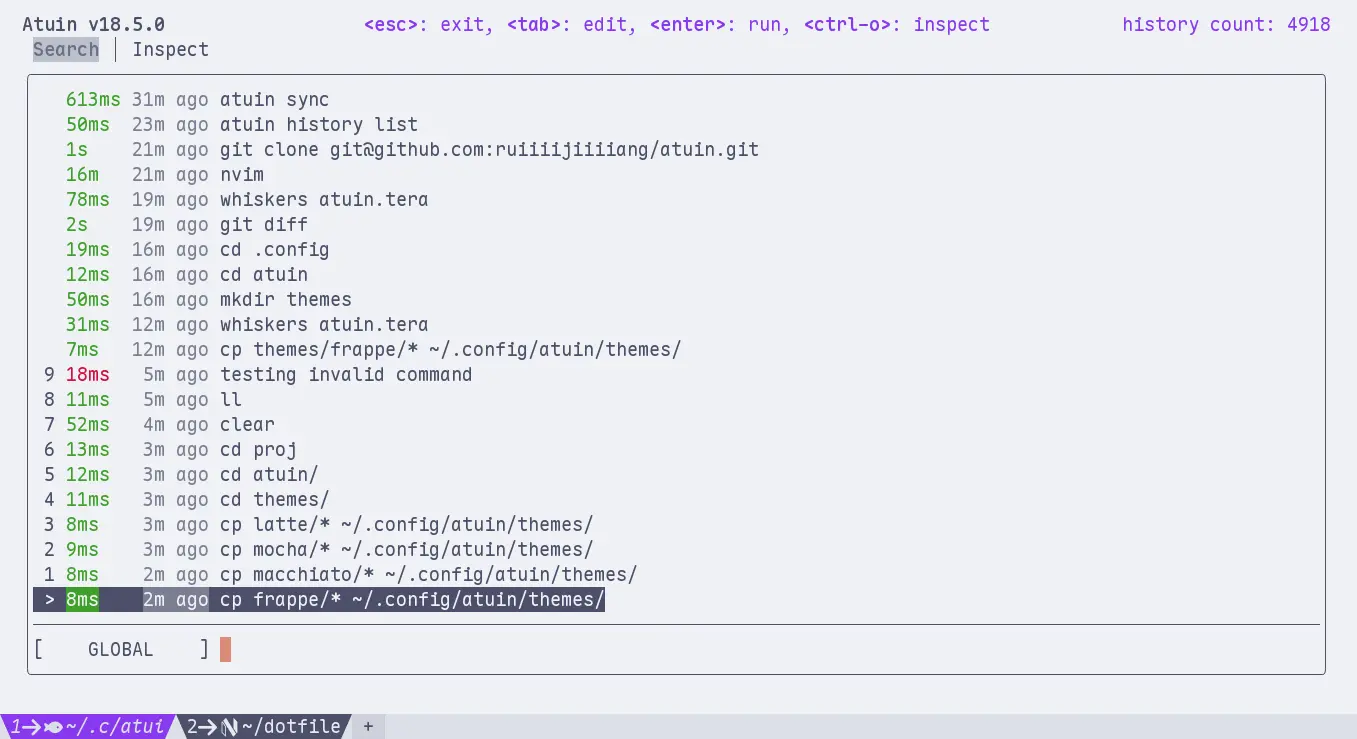 Atuin v18.5.0 <esc>: exit, <tab>: edit, <enter>: run, <ctrl-o>: inspect history count: 4918
Search | Inspect
613ms 31m ago atuin sync
50ms 23m ago atuin history list
1s 21m ago git clone git@github.com:ruiiiijiiiiang/atuin.git
16m 21m ago nvim
78ms 19m ago whiskers atuin.tera
2s 19m ago git diff
19ms 16m ago cd .config
12ms 16m ago cd atuin
50ms 16m ago mkdir themes
31ms 12m ago whiskers atuin.tera
7ms 12m ago cp themes/frappe/* ~/.config/atuin/themes/
9 18ms 5m ago testing invalid command
8 11ms 5m ago ll
7 52ms 4m ago clear
6 13ms 3m ago cd proj
5 12ms 3m ago cd atuin/
4 11ms 3m ago cd themes/
3 8ms 3m ago cp latte/* ~/.config/atuin/themes/
2 9ms 3m ago cp mocha/* ~/.config/atuin/themes/
1 8ms 2m ago cp macchiato/* ~/.config/atuin/themes/
> 8ms 2m ago cp frappe/* ~/.config/atuin/themes/
[ GLOBAL ]
1→~/.c/atui 2→~/dotfile +